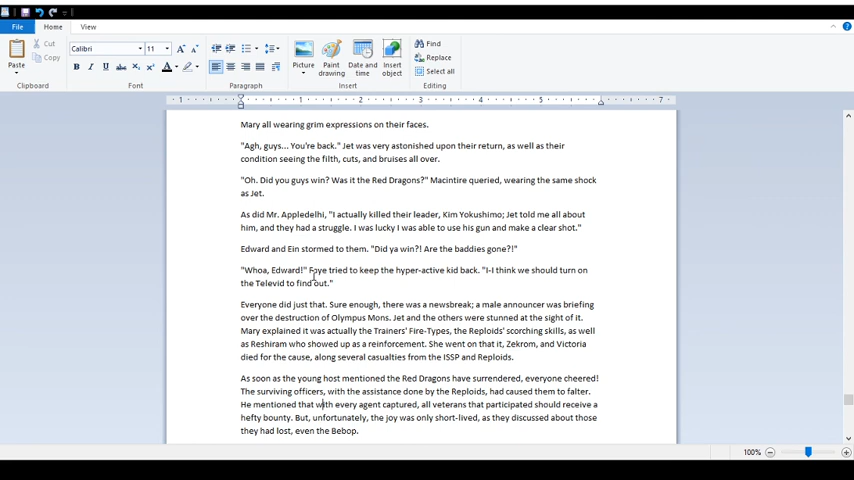 File Home View
Paste
Cut
Copy
Clipboard
Calibri 11
B I U abc X₂ X² A
Font
Paragraph
Picture
Paint drawing
Date and time
Insert object
Insert
Find
Replace
Select all
Editing
1 1 2 3 4 5 7
Mary all wearing grim expressions on their faces.
"Agh, guys... You're back." Jet was very astonished upon their return, as well as their
condition seeing the filth, cuts, and bruises all over.
"Oh. Did you guys win? Was it the Red Dragons?" Macintire queried, wearing the same shock
as Jet.
As did Mr. Appledelhi, "I actually killed their leader, Kim Yokushimo; Jet told me all about
him, and they had a struggle. I was lucky I was able to use his gun and make a clear shot."
Edward and Ein stormed to them. "Did ya win?! Are the baddies gone?!"
"Whoa, Edward!" Faye tried to keep the hyper-active kid back. "I-I think we should turn on
the Televid to find out."
Everyone did just that. Sure enough, there was a newsbreak; a male announcer was briefing
over the destruction of Olympus Mons. Jet and the others were stunned at the sight of it.
Mary explained it was actually the Trainers' Fire-Types, the Reploids' scorching skills, as well
as Reshiram who showed up as a reinforcement. She went on that it, Zekrom, and Victoria
died for the cause, along several casualties from the ISSP and Reploids.
As soon as the young host mentioned the Red Dragons have surrendered, everyone cheered!
The surviving officers, with the assistance done by the Reploids, had caused them to falter.
He mentioned that with every agent captured, all veterans that participated should receive a
hefty bounty. But, unfortunately, the joy was only short-lived, as they discussed about those
they had lost, even the Bebop.
100%